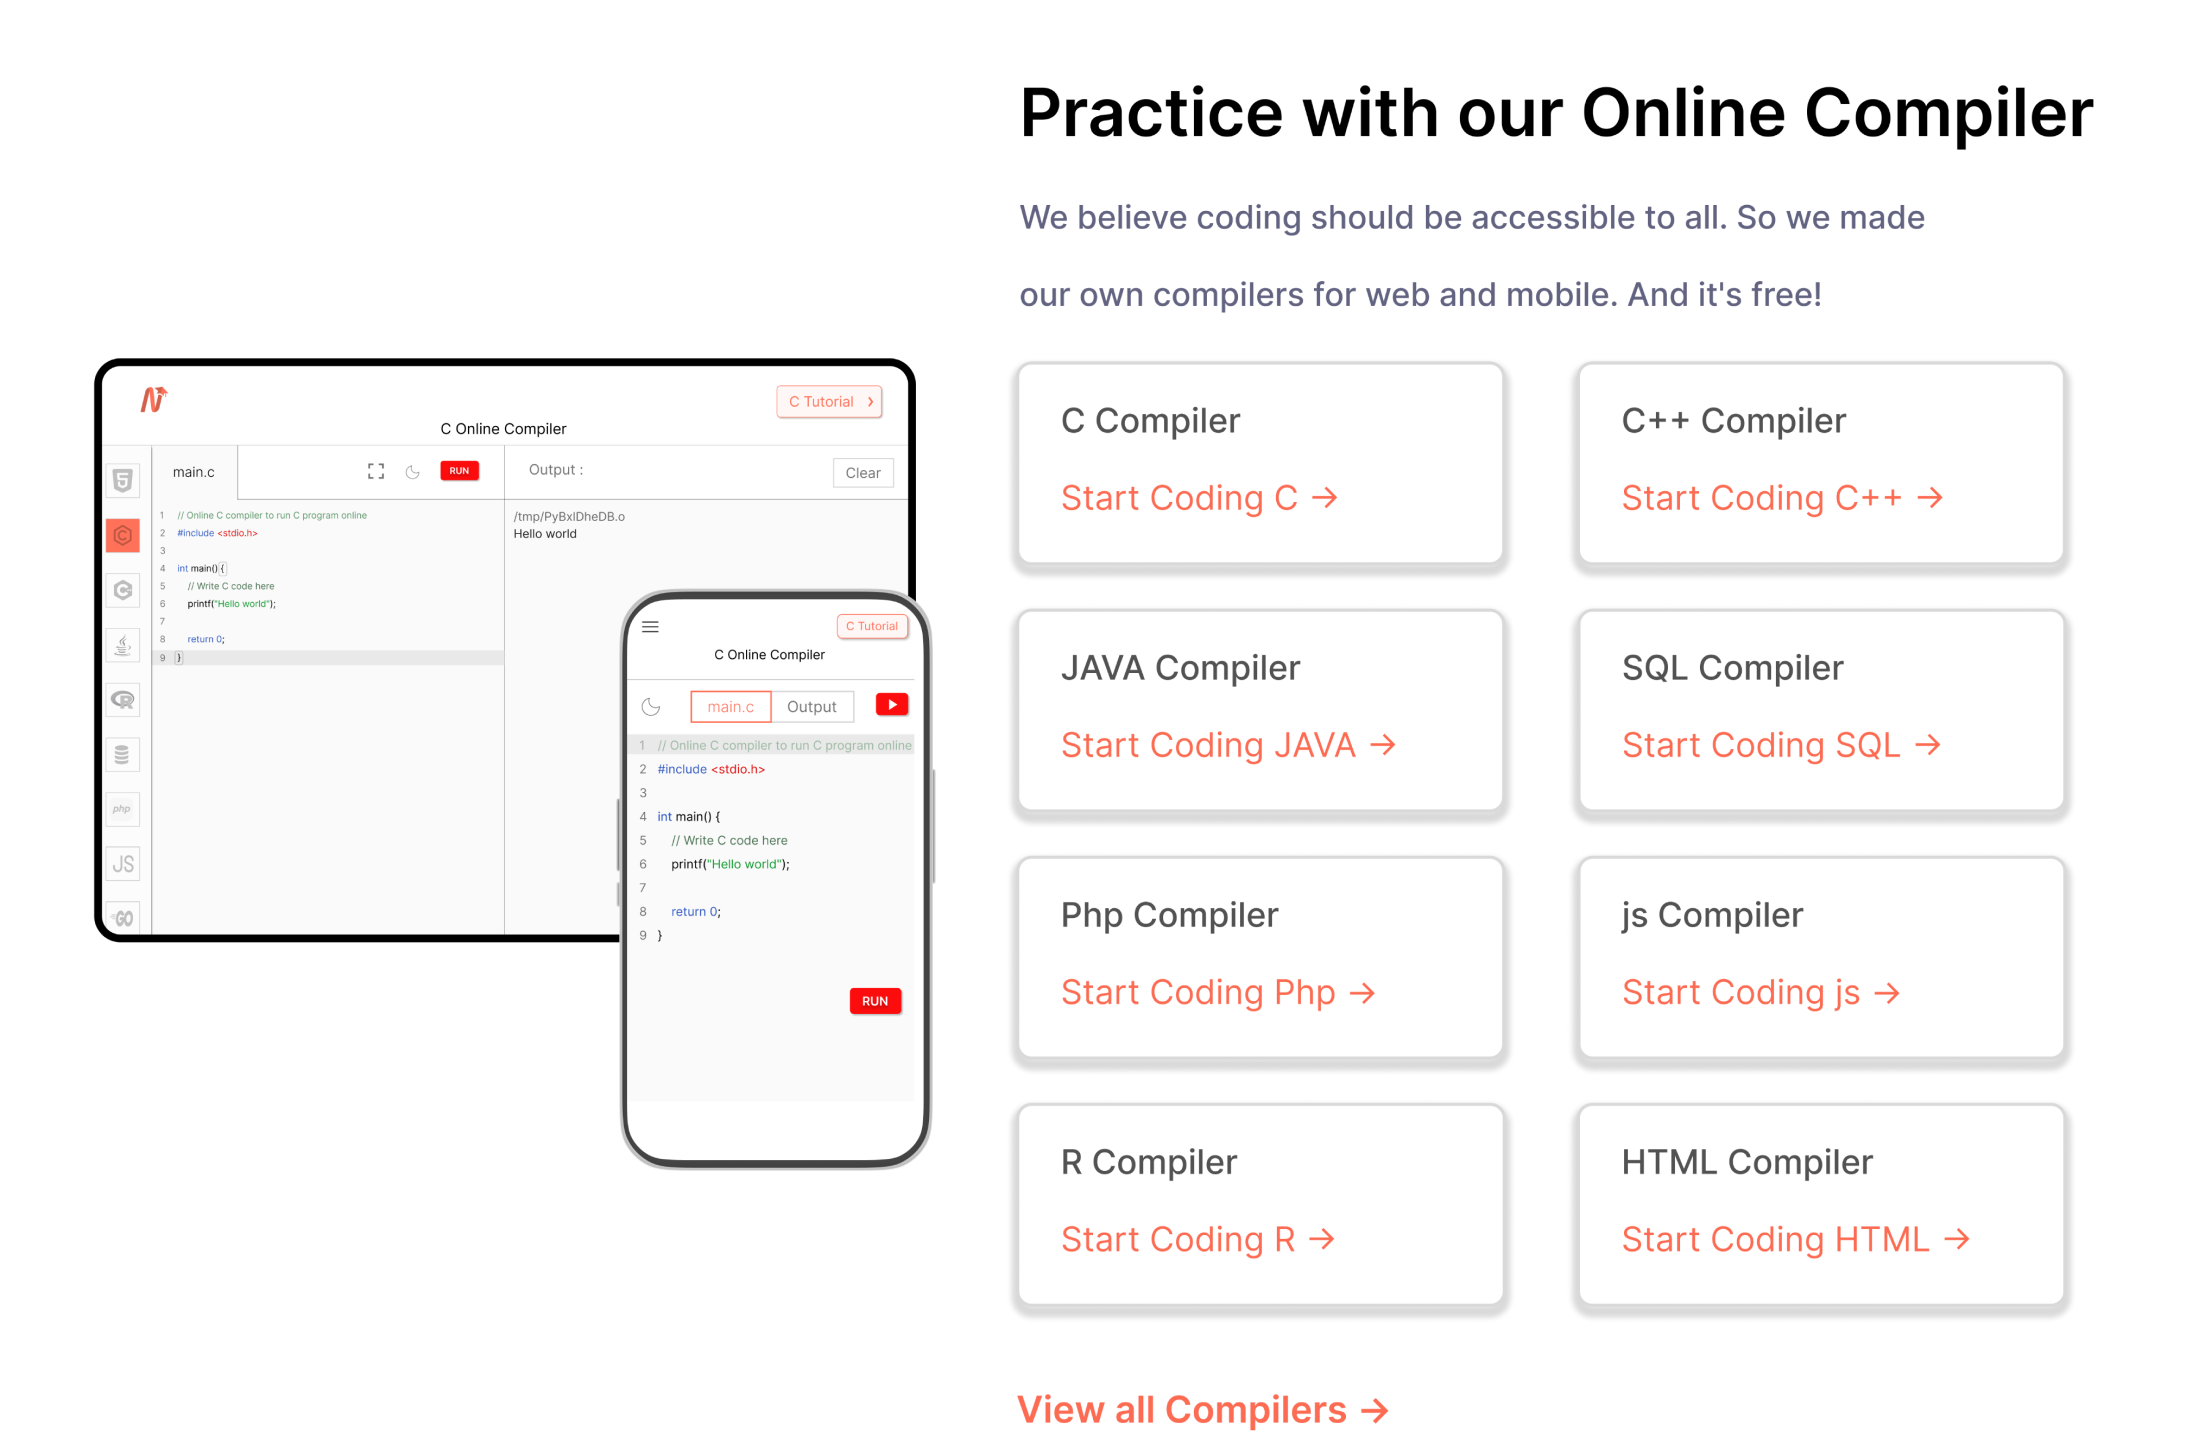 Practice with our Online Compiler
We believe coding should be accessible to all. So we made
our own compilers for web and mobile. And it's free!
C Tutorial >
C Online Compiler
main.c
RUN
Output :
Clear
1 // Online C compiler to run C program online
2 #include <stdio.h>
3
4 int main() {
5 // Write C code here
6 printf("Hello world");
7
8 return 0;
9 }
/tmp/PyBxlDheDB.o
Hello world
php
JS
GO
C Tutorial
C Online Compiler
main.c
Output
1 // Online C compiler to run C program online
2 #include <stdio.h>
3
4 int main() {
5 // Write C code here
6 printf("Hello world");
7
8 return 0;
9 }
RUN
C Compiler
Start Coding C →
C++ Compiler
Start Coding C++ →
JAVA Compiler
Start Coding JAVA →
SQL Compiler
Start Coding SQL →
Php Compiler
Start Coding Php →
js Compiler
Start Coding js →
R Compiler
Start Coding R →
HTML Compiler
Start Coding HTML →
View all Compilers →